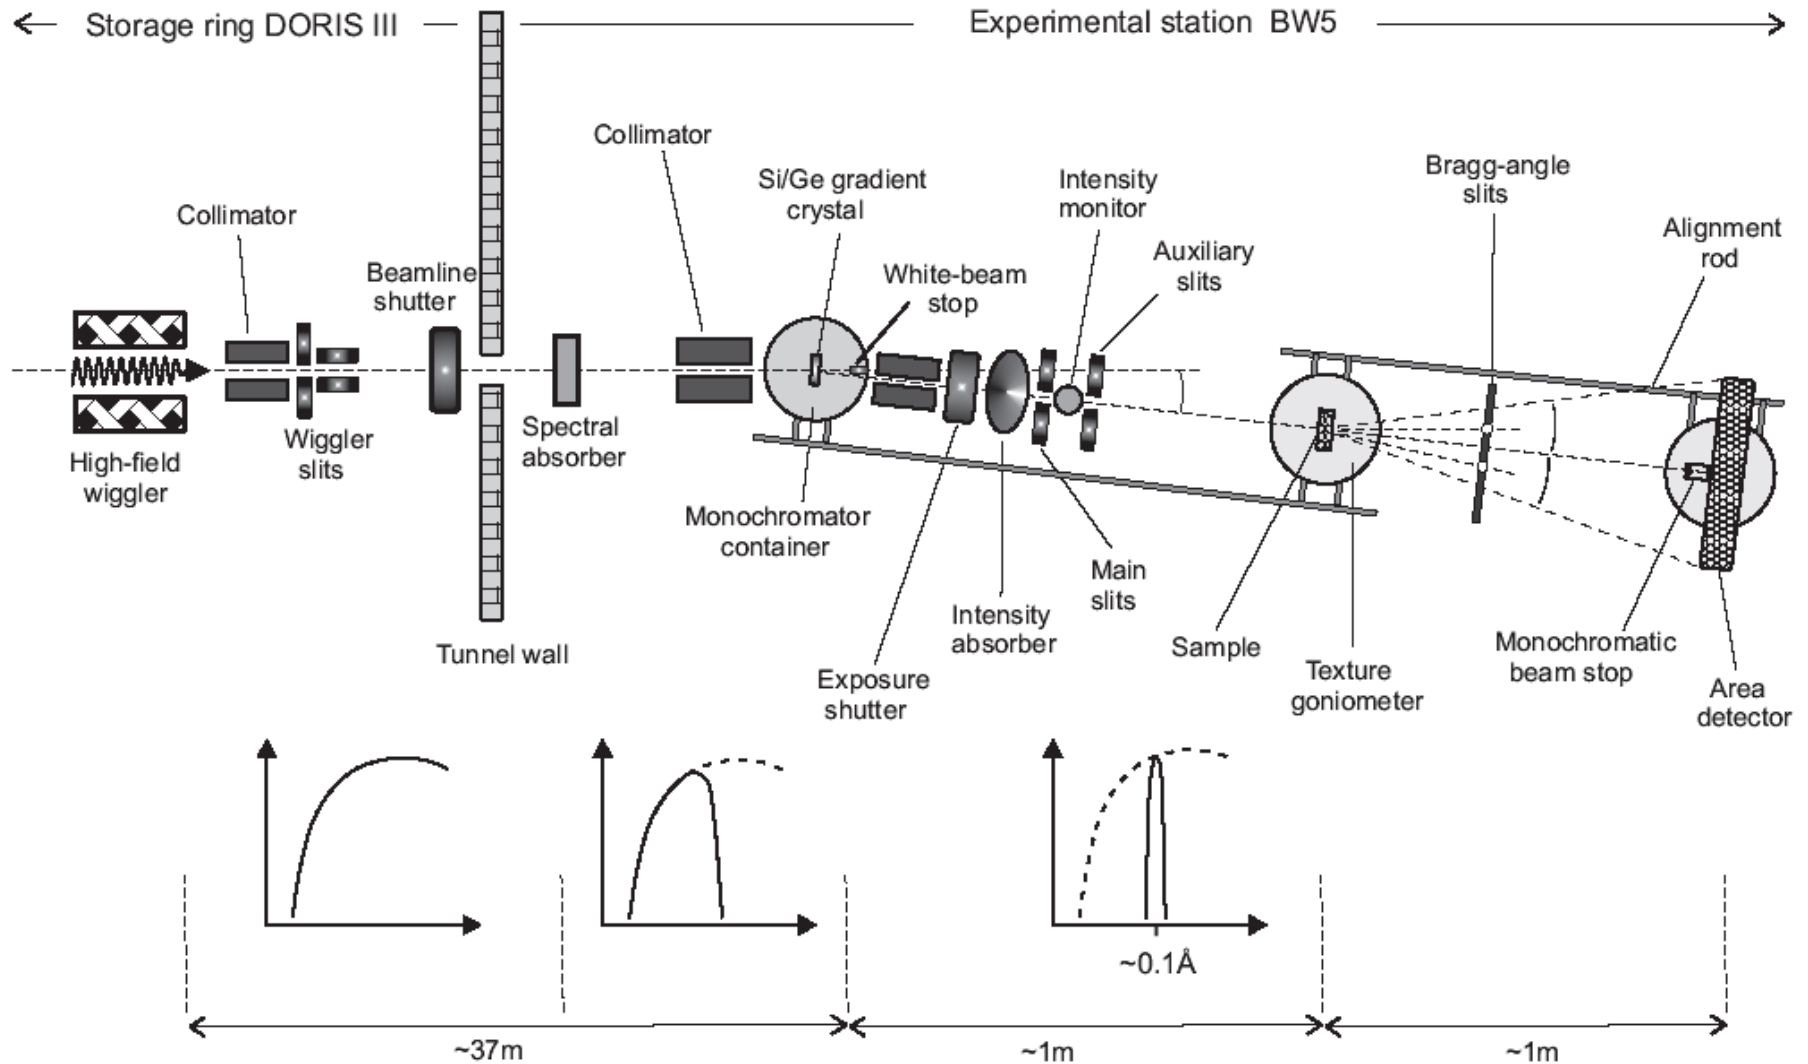 Storage ring DORIS III
Experimental station BW5
Collimator
Si/Ge gradient
crystal
Intensity
monitor
Bragg-angle
slits
Collimator
Beamline
shutter
White-beam
stop
Auxiliary
slits
Alignment
rod
High-field
wiggler
Wiggler
slits
Spectral
absorber
Monochromator
container
Main
slits
Intensity
absorber
Tunnel wall
Exposure
shutter
Sample
Texture
goniometer
Monochromatic
beam stop
Area
detector
~0.1Å
~37m
~1m
~1m